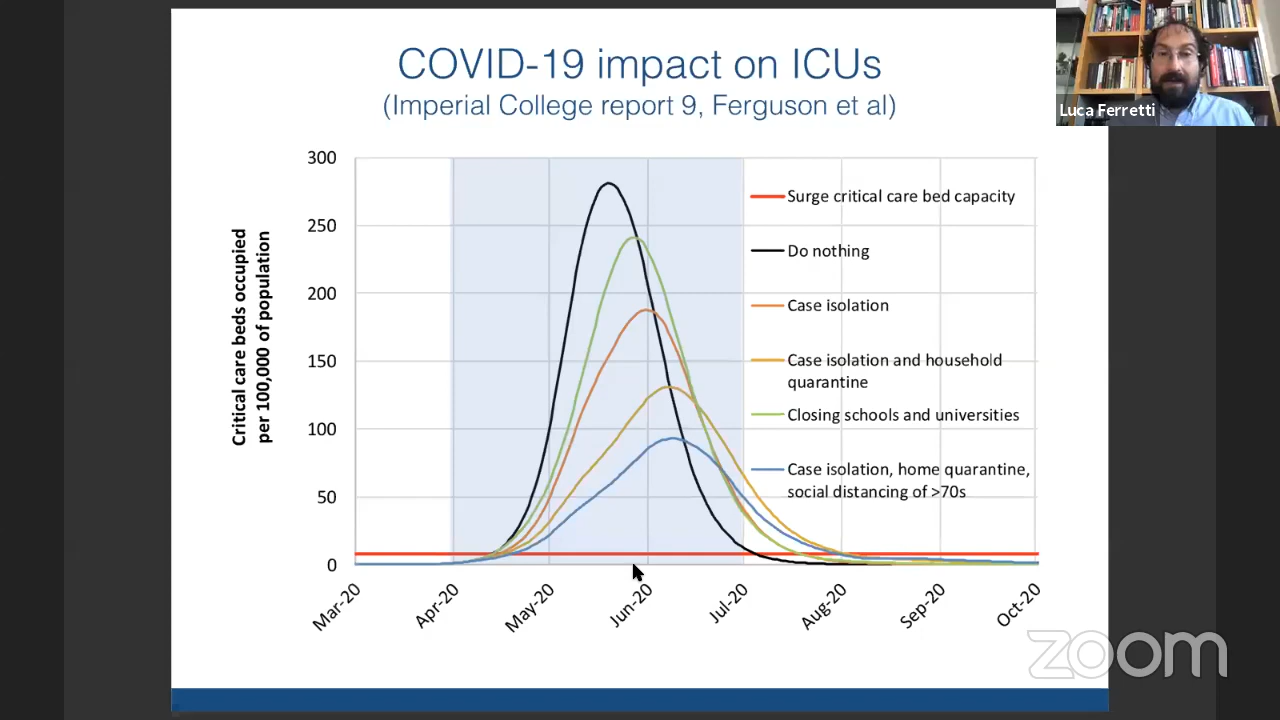 COVID-19 impact on ICUs
(Imperial College report 9, Ferguson et al)
Luca Ferretti
Critical care beds occupied
per 100,000 of population
300
250
200
150
100
50
0
Surge critical care bed capacity
Do nothing
Case isolation
Case isolation and household
quarantine
Closing schools and universities
Case isolation, home quarantine,
social distancing of >70s
Mar-20
Apr-20
May-20
Jun-20
Jul-20
Aug-20
Sep-20
Oct-20
zoom